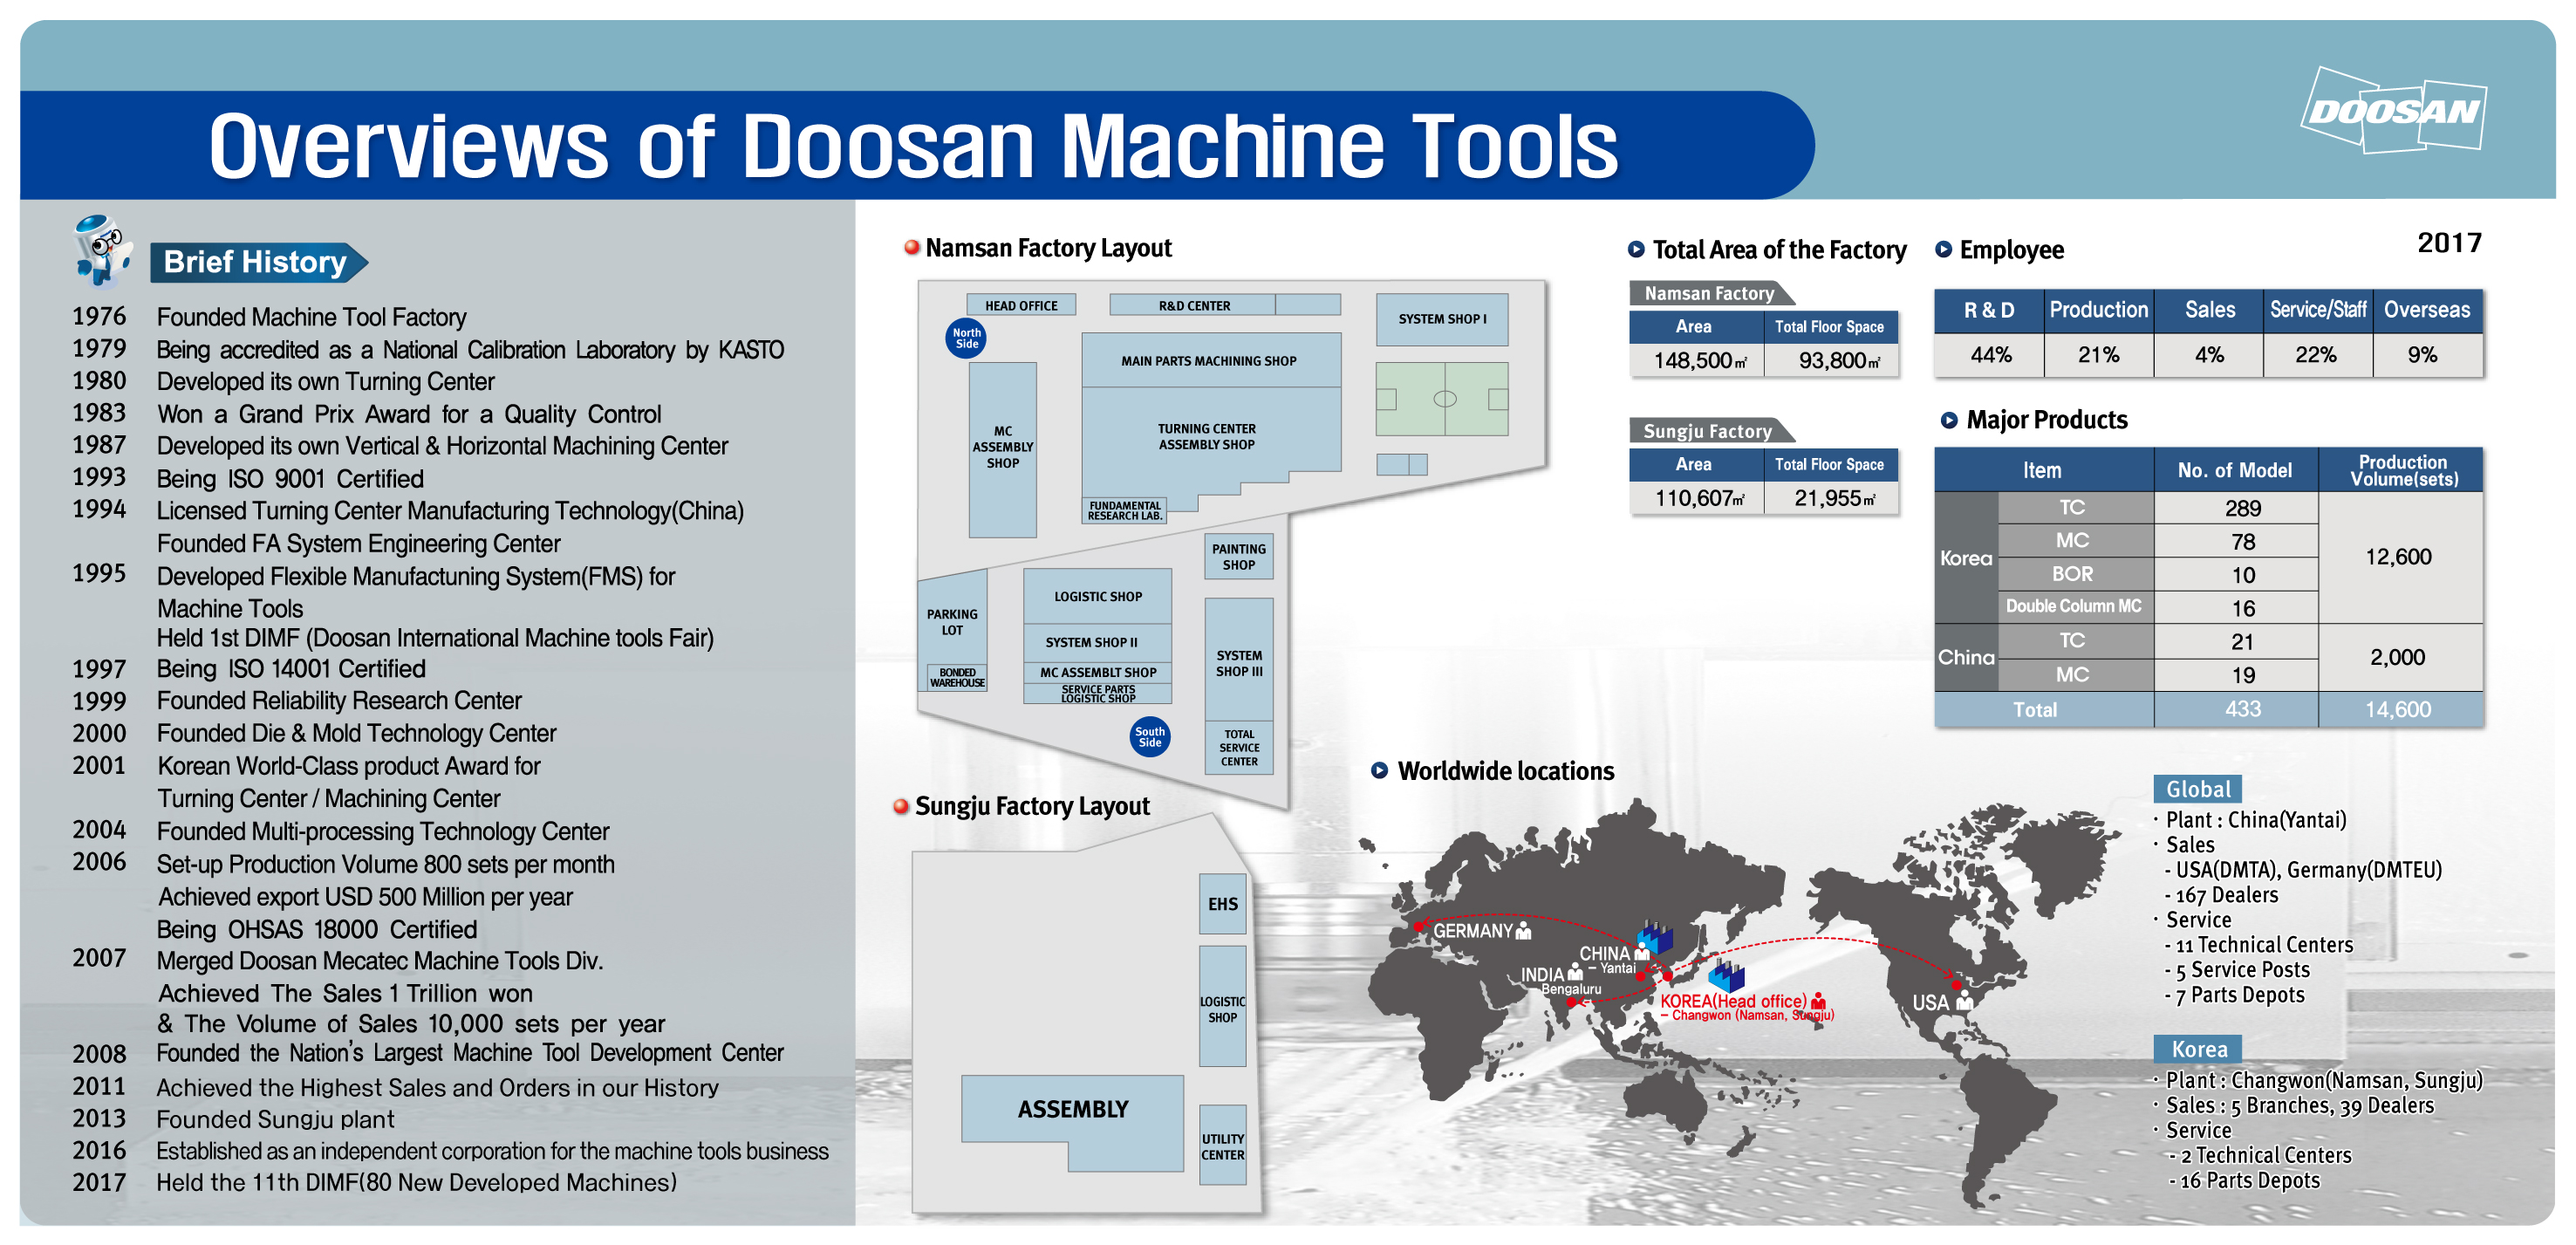 Overviews of Doosan Machine Tools
DOOSAN
Brief History
1976 Founded Machine Tool Factory
1979 Being accredited as a National Calibration Laboratory by KASTO
1980 Developed its own Turning Center
1983 Won a Grand Prix Award for a Quality Control
1987 Developed its own Vertical & Horizontal Machining Center
1993 Being ISO 9001 Certified
1994 Licensed Turning Center Manufacturing Technology(China)
Founded FA System Engineering Center
1995 Developed Flexible Manufactuning System(FMS) for
Machine Tools
Held 1st DIMF (Doosan International Machine tools Fair)
1997 Being ISO 14001 Certified
1999 Founded Reliability Research Center
2000 Founded Die & Mold Technology Center
2001 Korean World-Class product Award for
Turning Center / Machining Center
2004 Founded Multi-processing Technology Center
2006 Set-up Production Volume 800 sets per month
Achieved export USD 500 Million per year
Being OHSAS 18000 Certified
2007 Merged Doosan Mecatec Machine Tools Div.
Achieved The Sales 1 Trillion won
& The Volume of Sales 10,000 sets per year
2008 Founded the Nation's Largest Machine Tool Development Center
2011 Achieved the Highest Sales and Orders in our History
2013 Founded Sungju plant
2016 Established as an independent corporation for the machine tools business
2017 Held the 11th DIMF(80 New Developed Machines)
Namsan Factory Layout
HEAD OFFICE
R&D CENTER
SYSTEM SHOP I
North
Side
MAIN PARTS MACHINING SHOP
MC
ASSEMBLY
SHOP
TURNING CENTER
ASSEMBLY SHOP
FUNDAMENTAL
RESEARCH LAB.
PAINTING
SHOP
PARKING
LOT
BONDED
WAREHOUSE
LOGISTIC SHOP
SYSTEM SHOP II
MC ASSEMBLT SHOP
SERVICE PARTS
LOGISTIC SHOP
SYSTEM
SHOP III
South
Side
TOTAL
SERVICE
CENTER
Sungju Factory Layout
EHS
LOGISTIC
SHOP
ASSEMBLY
UTILITY
CENTER
Total Area of the Factory
Namsan Factory
Area Total Floor Space
148,500㎡ 93,800㎡
Sungju Factory
Area Total Floor Space
110,607㎡ 21,955㎡
Employee
2017
R & D Production Sales Service/Staff Overseas
44% 21% 4% 22% 9%
Major Products
Item No. of Model Production
Volume(sets)
Korea TC 289 12,600
MC 78
BOR 10
Double Column MC 16
China TC 21 2,000
MC 19
Total 433 14,600
Worldwide locations
GERMANY
CHINA
– Yantai
INDIA
Bengaluru
KOREA(Head office)
– Changwon (Namsan, Sungju)
USA
Global
· Plant : China(Yantai)
· Sales
- USA(DMTA), Germany(DMTEU)
- 167 Dealers
· Service
- 11 Technical Centers
- 5 Service Posts
- 7 Parts Depots
Korea
· Plant : Changwon(Namsan, Sungju)
· Sales : 5 Branches, 39 Dealers
· Service
- 2 Technical Centers
- 16 Parts Depots